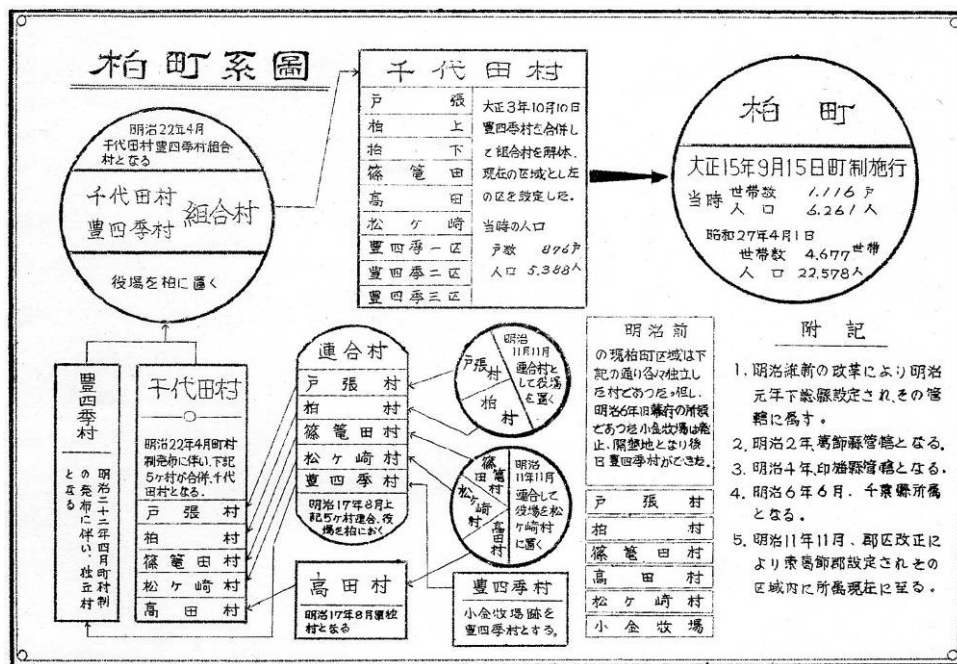 柏町系圖
明治22年4月
千代田村豊四季村組合
村となる
千代田村
豊四季村
組合村
役場を柏に置く
千代田村
戸張
柏上
柏下
篠篭田
高田
松ケ崎
豊四季一区
豊四季二区
豊四季三区
大正3年10月10日
豊四季村を合併し
て組合村を解体、
現在の区域とし左
の区を設定した。
当時の人口
戸数 876戸
人口 5,388人
柏町
大正15年9月15日町制施行
当時 世帯数 1,116戸
人口 6,261人
昭和27年4月1日
世帯数 4,677世帯
人口 22,578人
豊四季村
明治二十二年四月町村制
の発布に伴い、独立村
となる
千代田村
明治22年4月町村
制発布に伴い、下記
5ヶ村が合併、千代
田村となる。
戸張村
柏村
篠篭田村
松ケ崎村
高田村
連合村
戸張村
柏村
篠篭田村
松ケ崎村
豊四季村
明治17年8月上
記5ヶ村連合、役
場を柏におく
高田村
明治17年8月単独
村となる
戸張村
柏村
明治
11年11月
連合村と
して役場
を置く
篠篭田村
松ケ崎村
高田村
明治
11年11月
連合して
役場を松
ケ崎村
に置く
豊四季村
小金牧場跡を
豊四季村とする。
明治前
の現柏町区域は下
記の通り各々独立し
た村であつた。但し、
明治6年旧幕府の所領
であつた小金牧場は廃
止、開墾地となり後
日豊四季村ができた。
戸張村
柏村
篠篭田村
高田村
松ケ崎村
小金牧場
附記
1. 明治維新の改革により明治
元年下総縣設定され、その管
轄に属す。
2. 明治2年、葛飾縣管轄となる。
3. 明治4年、印旛縣管轄となる。
4. 明治6年6月、千葉縣所属
となる。
5. 明治11年11月、郡区改正に
より東葛飾郡設定されその
区域内に所属現在に至る。